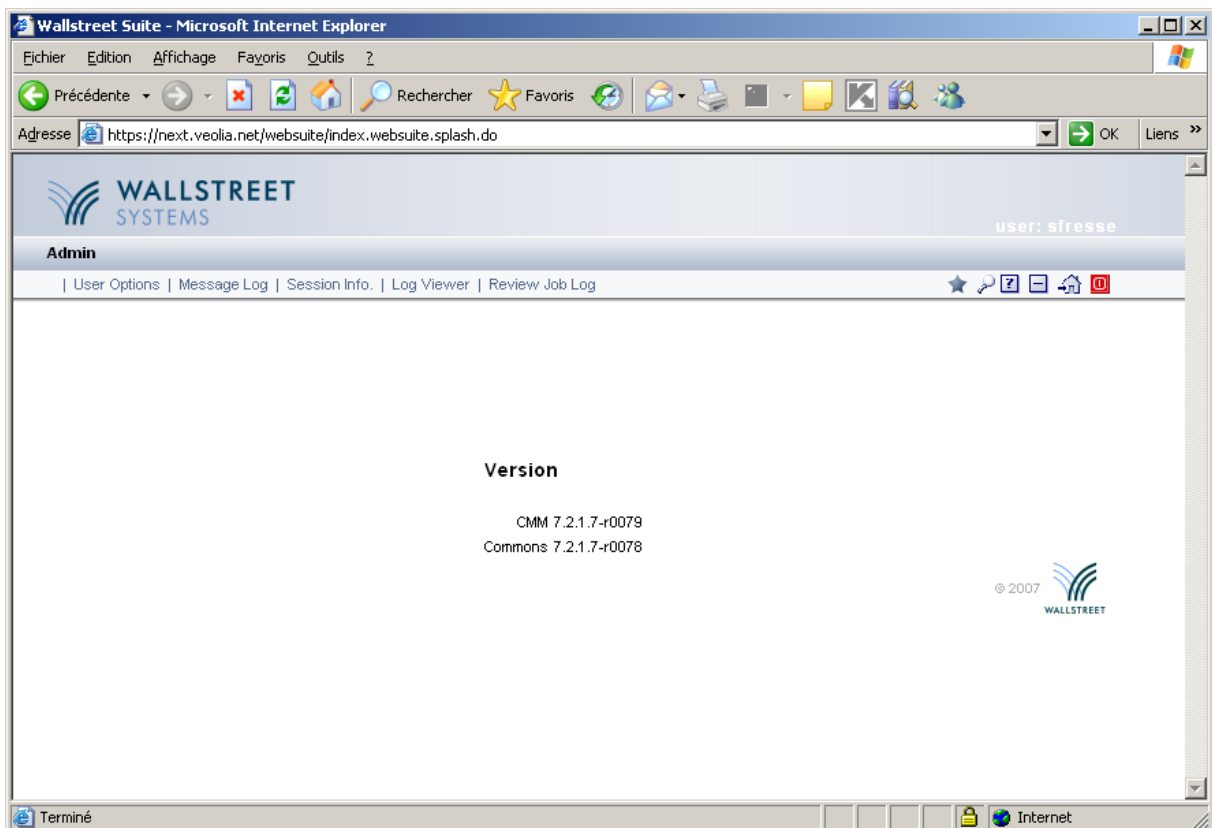 Wallstreet Suite - Microsoft Internet Explorer
Fichier Edition Affichage Favoris Outils ?
Précédente Rechercher Favoris
Adresse https://next.veolia.net/websuite/index.websuite.splash.do OK Liens »
WALLSTREET
SYSTEMS
user: sfresse
Admin
| User Options | Message Log | Session Info. | Log Viewer | Review Job Log
Version
CMM 7.2.1.7-r0079
Commons 7.2.1.7-r0078
© 2007
WALLSTREET
Terminé Internet